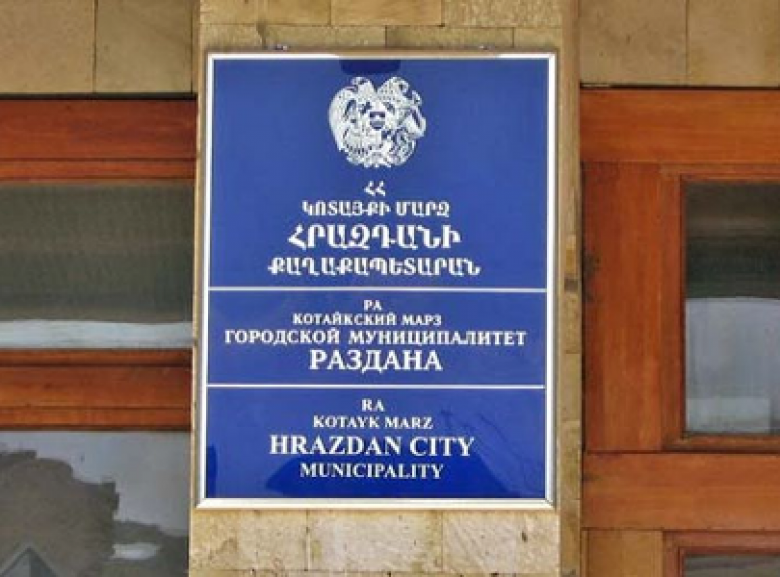 ՀՀ
ԿՈՏԱՅՔԻ ՄԱՐԶ
ՀՐԱԶԴԱՆԻ
ՔԱՂԱՔԱՊԵՏԱՐԱՆ
РА
КОТАЙКСКИЙ МАРЗ
ГОРОДСКОЙ МУНИЦИПАЛИТЕТ
РАЗДАНА
RA
KOTAYK MARZ
HRAZDAN CITY
MUNICIPALITY